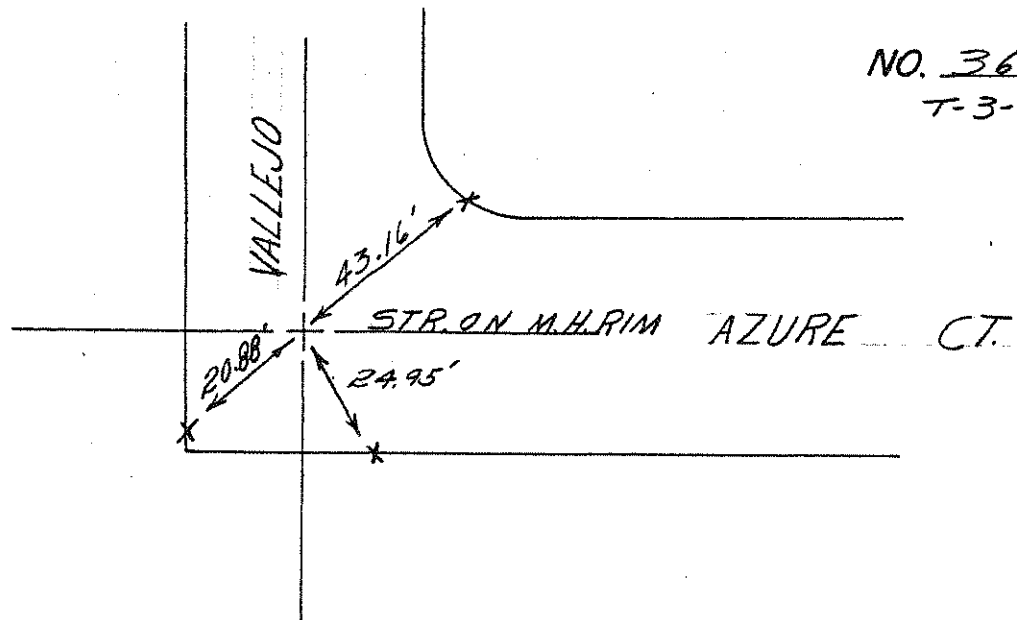 NO. 36
T-3-
VALLEJO
43.16'
STR. ON M.H. RIM AZURE CT.
20.88'
24.95'